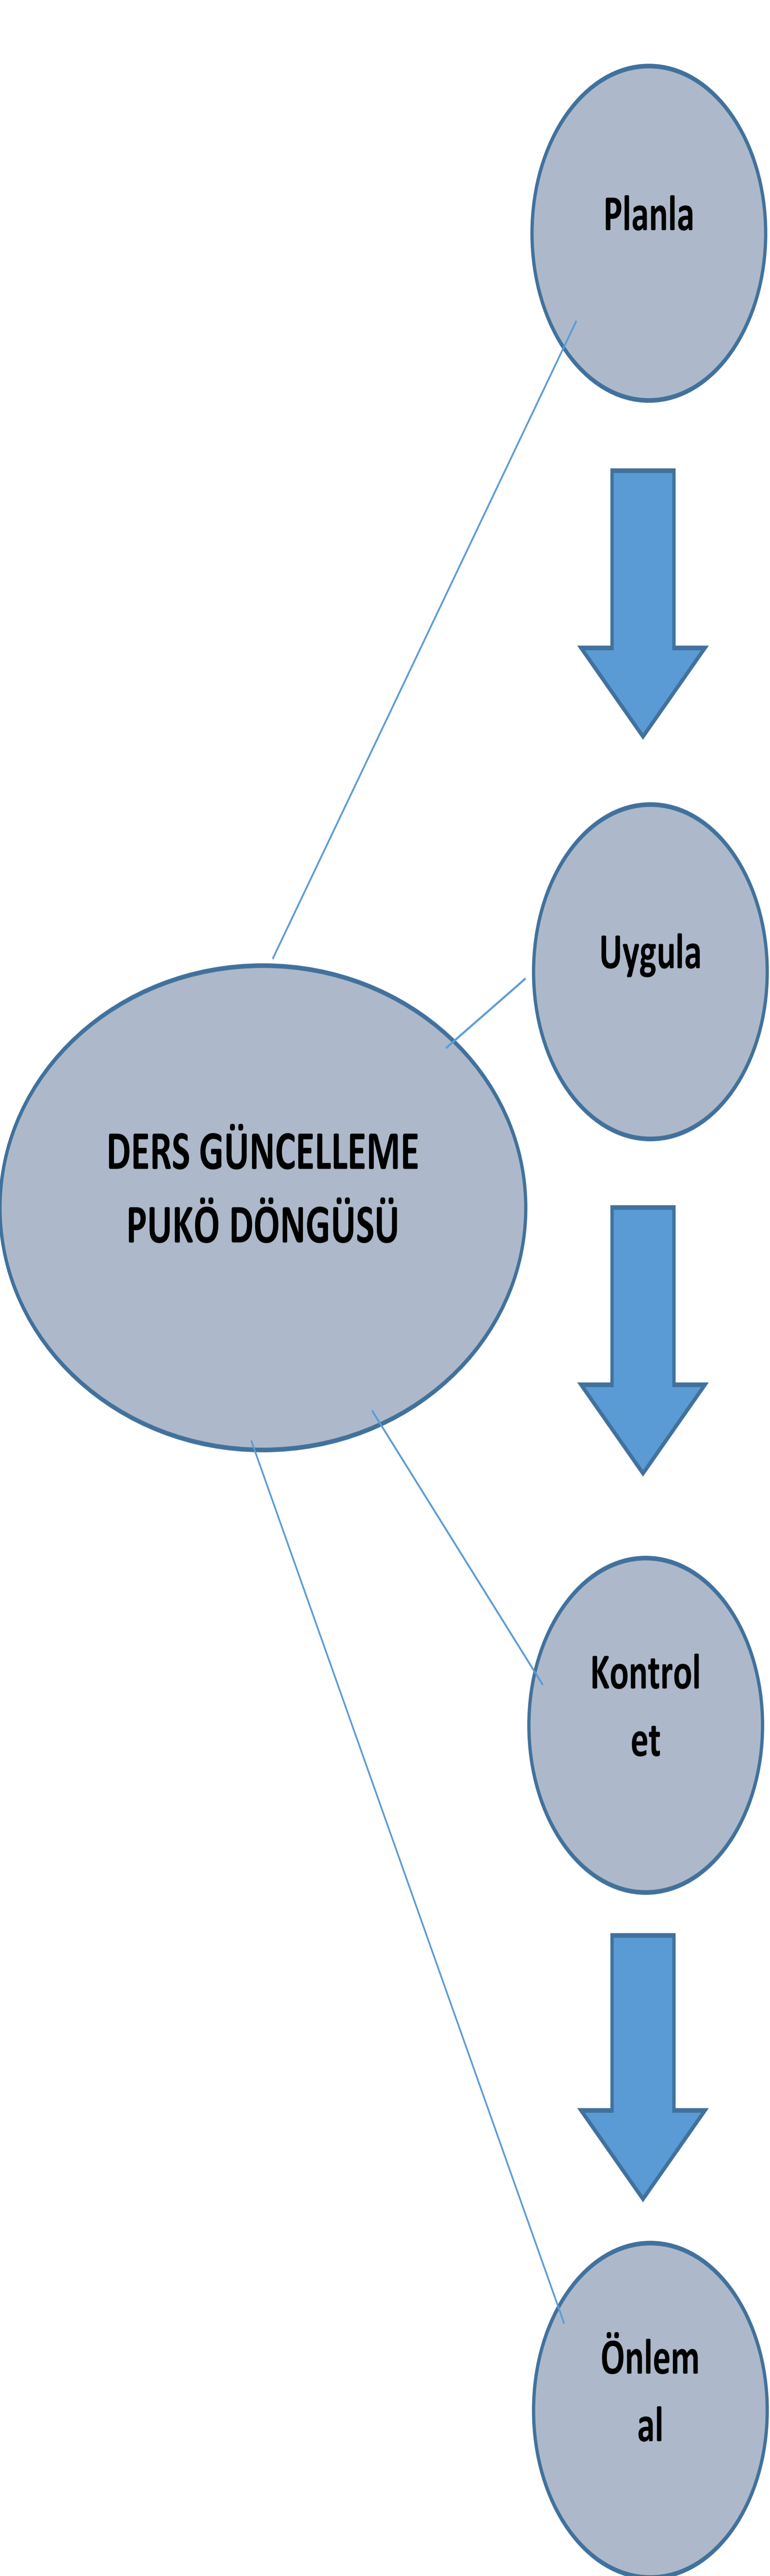 Planla
Uygula
DERS GÜNCELLEME
PUKÖ DÖNGÜSÜ
Kontrol
et
Önlem
al